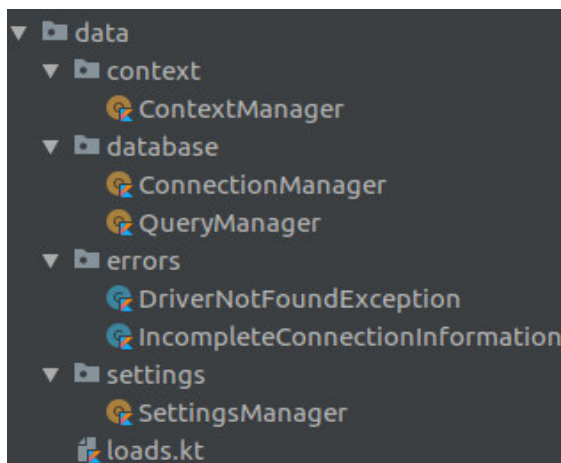 data
context
ContextManager
database
ConnectionManager
QueryManager
errors
DriverNotFoundException
IncompleteConnectionInformation
settings
SettingsManager
loads.kt